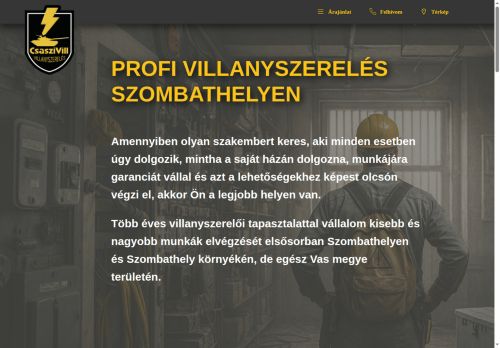 Árajánlat
Felhívom
Térkép
CsasziVill
VILLANYSZERELÉS
PROFI VILLANYSZERELÉS
SZOMBATHELYEN
Amennyiben olyan szakembert keres, aki minden esetben
úgy dolgozik, mintha a saját házán dolgozna, munkájára
garanciát vállal és azt a lehetőségekhez képest olcsón
végzi el, akkor Ön a legjobb helyen van.
Több éves villanyszerelői tapasztalattal vállalom kisebb és
nagyobb munkák elvégzését elsősorban Szombathelyen
és Szombathely környékén, de egész Vas megye
területén.